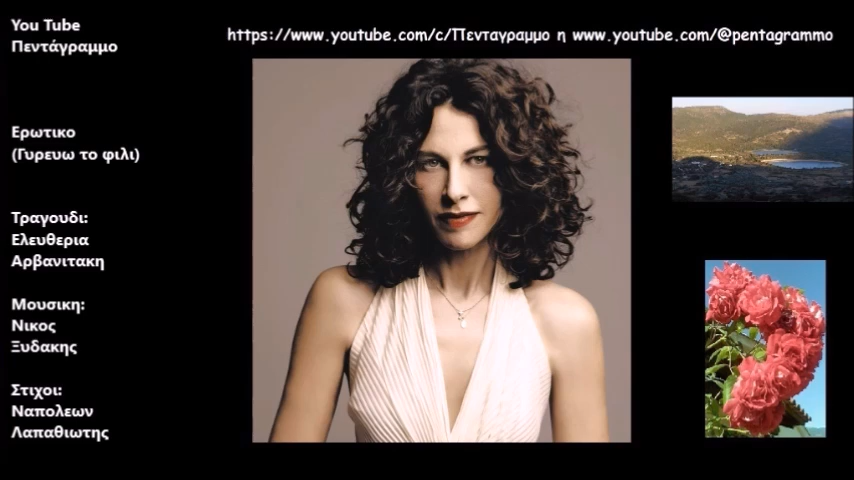 You Tube
Πεντάγραμμο
https://www.youtube.com/c/Πενταγραμμο η www.youtube.com/@pentagrammo
Ερωτικο
(Γυρευω το φιλι)
Τραγουδι:
Ελευθερια
Αρβανιτακη
Μουσικη:
Νικος
Ξυδακης
Στιχοι:
Ναπολεων
Λαπαθιωτης